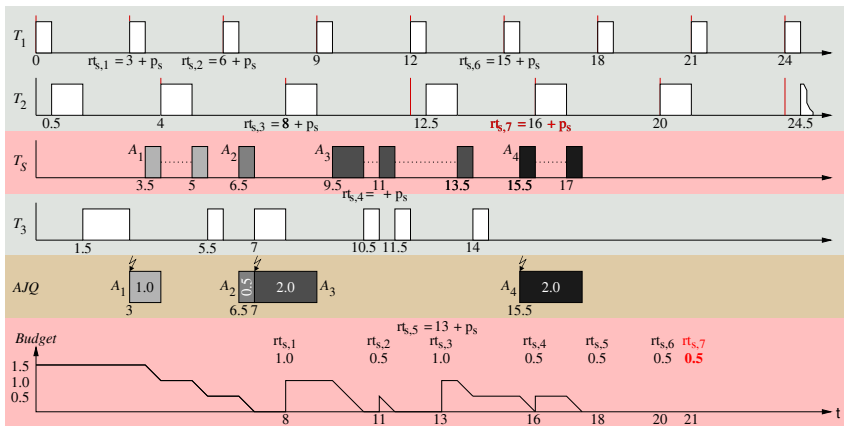 T1
0 rts,1 = 3 + ps rts,2 = 6 + ps 9 12 rts,6 = 15 + ps 18 21 24
T2
0.5 4 rts,3 = 8 + ps 12.5 rts,7 = 16 + ps 20 24.5
TS A1 A2 A3 A4
3.5 5 6.5 9.5 11 13.5 15.5 17
rts,4 = + ps
T3
1.5 5.5 7 10.5 11.5 14
AJQ A1 1.0 A2 0.5 2.0 A3 A4 2.0
3 6.5 7 15.5
rts,5 = 13 + ps
Budget rts,1 rts,2 rts,3 rts,4 rts,5 rts,6 rts,7
1.0 0.5 1.0 0.5 0.5 0.5 0.5
1.5
1.0
0.5
8 11 13 16 18 20 21 t